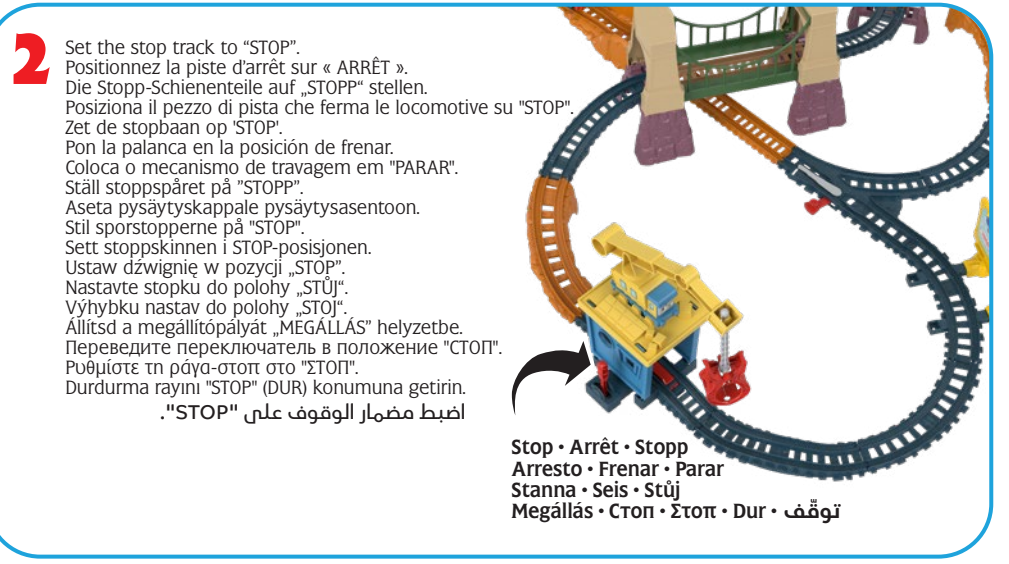 2
Set the stop track to “STOP”.
Positionnez la piste d'arrêt sur « ARRÊT ».
Die Stopp-Schienenteile auf „STOPP“ stellen.
Posiziona il pezzo di pista che ferma le locomotive su "STOP".
Zet de stopbaan op 'STOP'.
Pon la palanca en la posición de frenar.
Coloca o mecanismo de travagem em "PARAR".
Ställ stoppspåret på ”STOPP”.
Aseta pysäytyskappale pysäytysasentoon.
Stil sporstopperne på "STOP".
Sett stoppskinnen i STOP-posisjonen.
Ustaw dźwignię w pozycji „STOP”.
Nastavte stopku do polohy „STŮJ“.
Výhybku nastav do polohy „STOJ“.
Állítsd a megállítópályát „MEGÁLLÁS” helyzetbe.
Переведите переключатель в положение "СТОП".
Ρυθμίστε τη ράγα-στοπ στο "ΣΤΟΠ".
Durdurma rayını "STOP" (DUR) konumuna getirin.
اضبط مضمار الوقوف على "STOP".
Stop • Arrêt • Stopp
Arresto • Frenar • Parar
Stanna • Seis • Stůj
Megállás • Стоп • Στοπ • Dur • توقّف